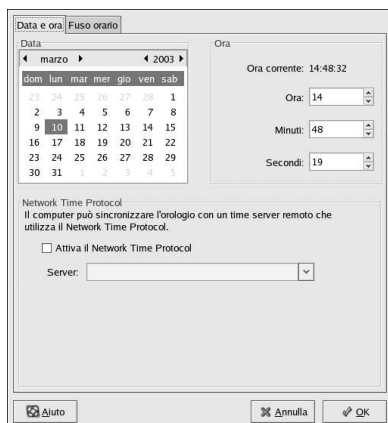 Data e ora Fuso orario
Data
marzo 2003
dom lun mar mer gio ven sab
23 24 25 26 27 28 1
2 3 4 5 6 7 8
9 10 11 12 13 14 15
16 17 18 19 20 21 22
23 24 25 26 27 28 29
30 31 1 2 3 4 5
Ora
Ora corrente: 14:48:32
Ora: 14
Minuti: 48
Secondi: 19
Network Time Protocol
Il computer può sincronizzare l'orologio con un time server remoto che
utilizza il Network Time Protocol.
Attiva il Network Time Protocol
Server:
Aiuto Annulla OK